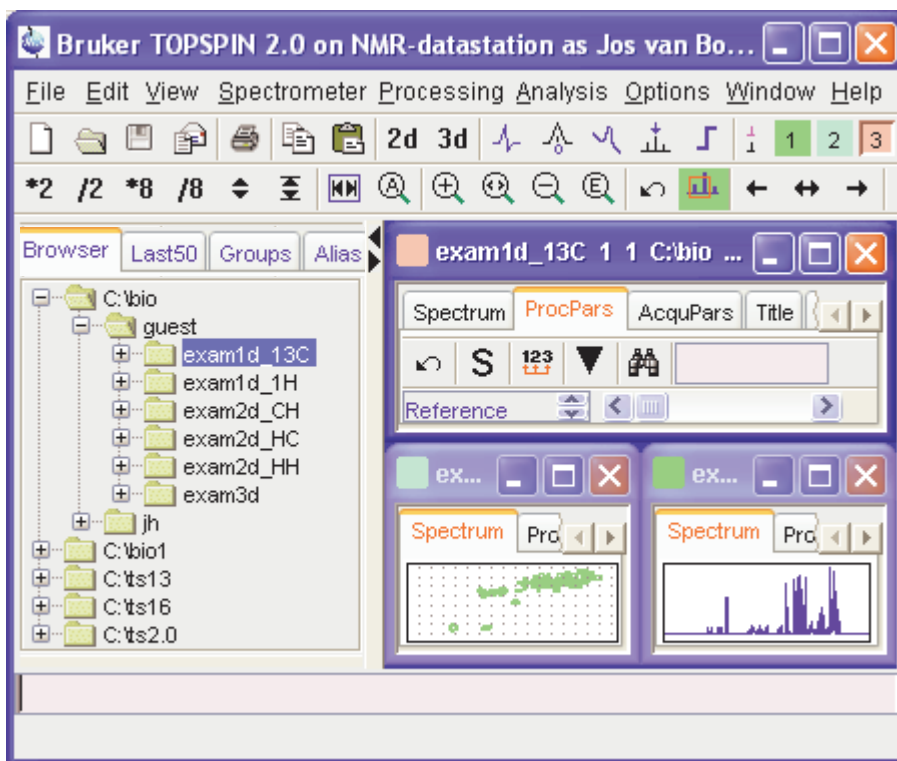 Bruker TOPSPIN 2.0 on NMR-datastation as Jos van Bo...
File Edit View Spectrometer Processing Analysis Options Window Help
2d 3d 1 2 3
*2 /2 *8 /8 A E
Browser Last50 Groups Alias
C:\bio
guest
exam1d_13C
exam1d_1H
exam2d_CH
exam2d_HC
exam2d_HH
exam3d
jh
C:\bio1
C:\ts13
C:\ts16
C:\ts2.0
exam1d_13C 1 1 C:\bio ...
Spectrum ProcPars AcquPars Title
S 123
Reference
ex...
Spectrum Pro
ex...
Spectrum Pro